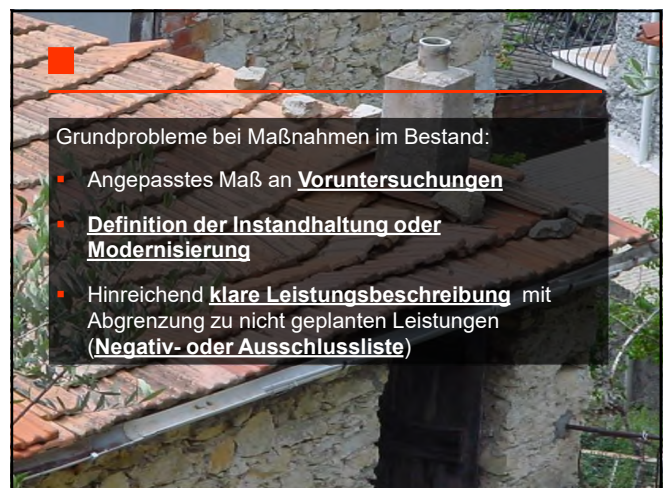 Grundprobleme bei Maßnahmen im Bestand:
Angepasstes Maß an Voruntersuchungen
Definition der Instandhaltung oder
Modernisierung
Hinreichend klare Leistungsbeschreibung mit
Abgrenzung zu nicht geplanten Leistungen
(Negativ- oder Ausschlussliste)